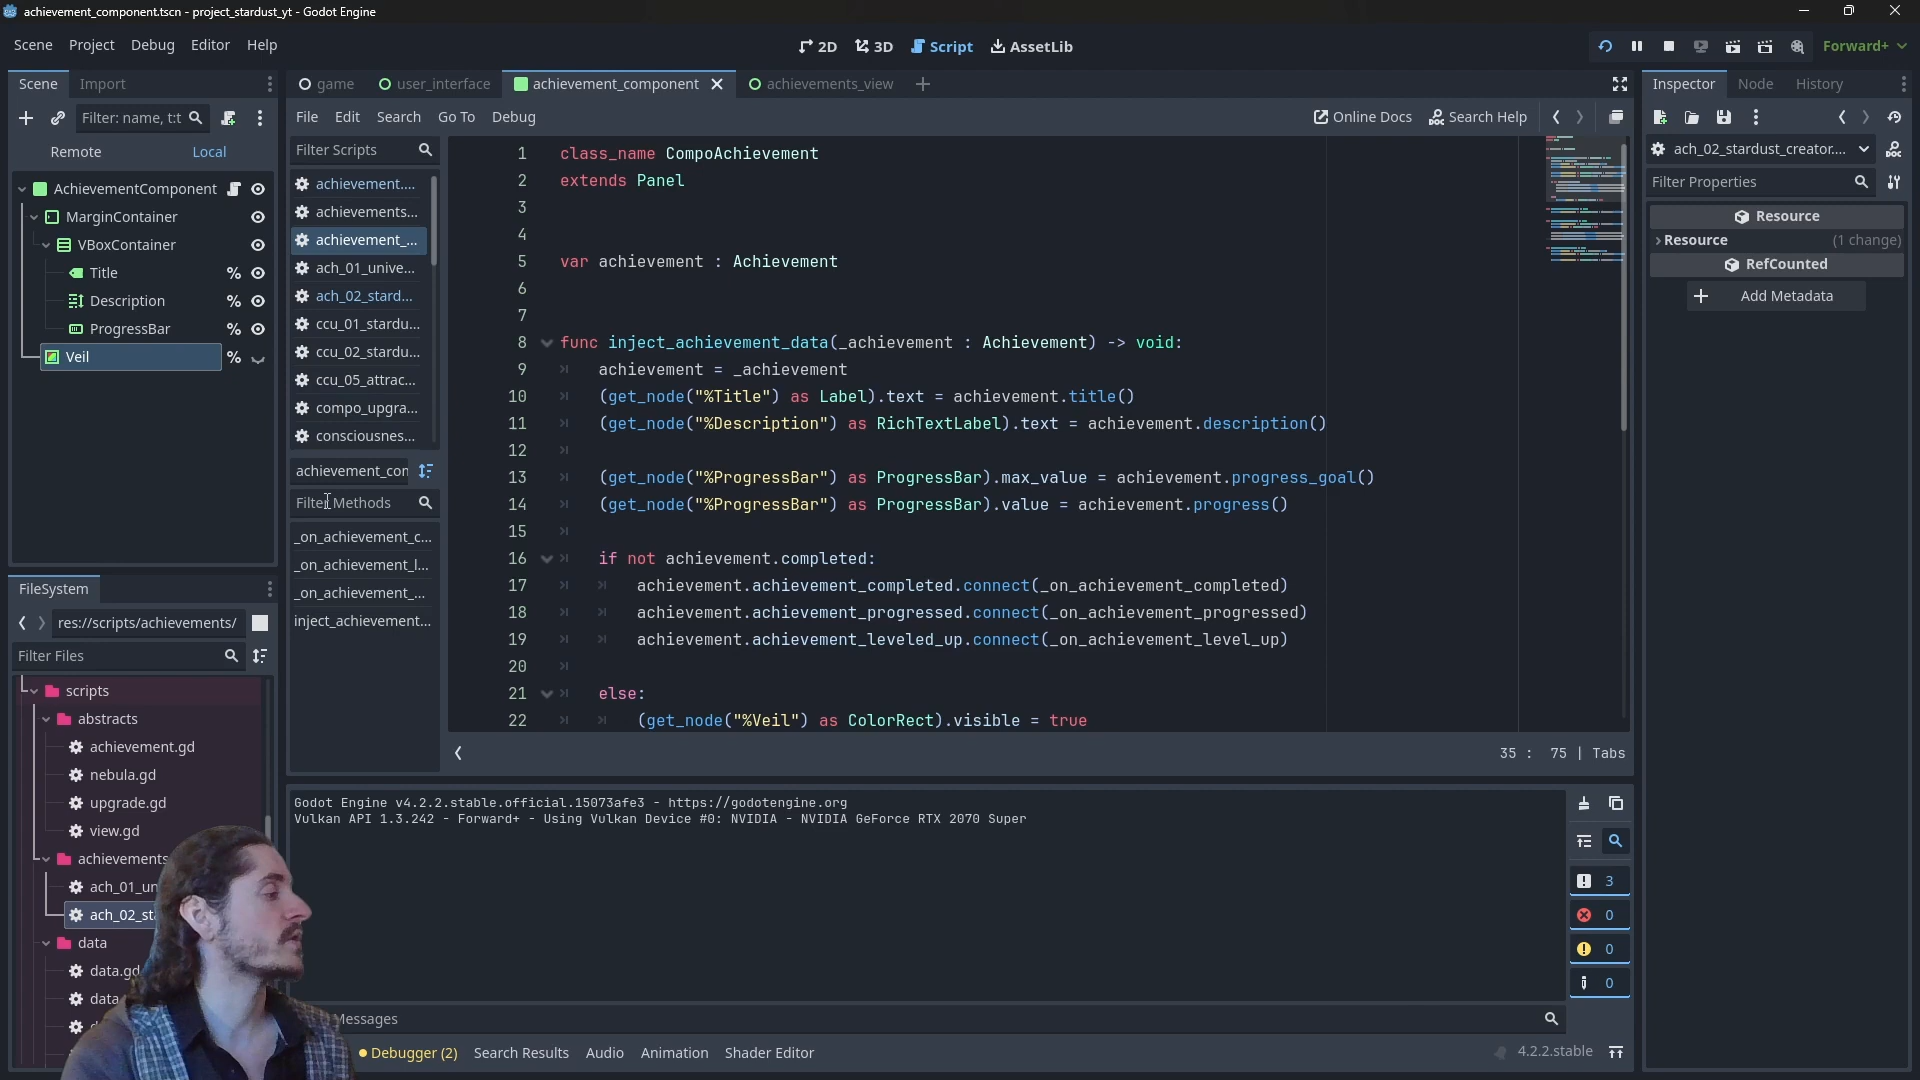 achievement_component.tscn - project_stardust_yt - Godot Engine
Scene Project Debug Editor Help
2D 3D Script AssetLib
Forward+
Scene Import
Filter: name, t:t
Remote Local
AchievementComponent
MarginContainer
VBoxContainer
Title %
Description %
ProgressBar %
Veil %
FileSystem
res://scripts/achievements/
Filter Files
scripts
abstracts
achievement.gd
nebula.gd
upgrade.gd
view.gd
achievements
ach_01_un
ach_02_sta
data
data.gd
data
game user_interface achievement_component achievements_view
File Edit Search Go To Debug
Online Docs Search Help
Filter Scripts
achievement....
achievements...
achievement_...
ach_01_unive...
ach_02_stard...
ccu_01_stardu...
ccu_02_stardu...
ccu_05_attrac...
compo_upgra...
consciousnes...
achievement_con
Filter Methods
_on_achievement_c...
_on_achievement_l...
_on_achievement_...
inject_achievement...
1 class_name CompoAchievement
2 extends Panel
3
4
5 var achievement : Achievement
6
7
8 func inject_achievement_data(_achievement : Achievement) -> void:
9 achievement = _achievement
10 (get_node("%Title") as Label).text = achievement.title()
11 (get_node("%Description") as RichTextLabel).text = achievement.description()
12
13 (get_node("%ProgressBar") as ProgressBar).max_value = achievement.progress_goal()
14 (get_node("%ProgressBar") as ProgressBar).value = achievement.progress()
15
16 if not achievement.completed:
17 achievement.achievement_completed.connect(_on_achievement_completed)
18 achievement.achievement_progressed.connect(_on_achievement_progressed)
19 achievement.achievement_leveled_up.connect(_on_achievement_level_up)
20
21 else:
22 (get_node("%Veil") as ColorRect).visible = true
35 : 75 | Tabs
Godot Engine v4.2.2.stable.official.15073afe3 - https://godotengine.org
Vulkan API 1.3.242 - Forward+ - Using Vulkan Device #0: NVIDIA - NVIDIA GeForce RTX 2070 Super
3
0
0
0
Messages
Debugger (2) Search Results Audio Animation Shader Editor
4.2.2.stable
Inspector Node History
ach_02_stardust_creator....
Filter Properties
Resource
Resource (1 change)
RefCounted
Add Metadata